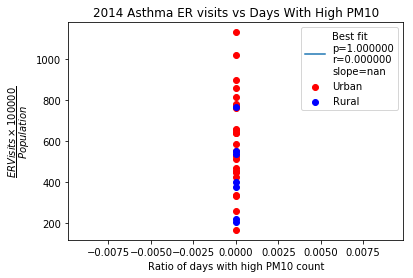 2014 Asthma ER visits vs Days With High PM10
Best fit
p=1.000000
r=0.000000
slope=nan
Urban
Rural
ERVisits × 100000
Population
1000
800
600
400
200
−0.0075 −0.0050 −0.0025 0.0000 0.0025 0.0050 0.0075
Ratio of days with high PM10 count